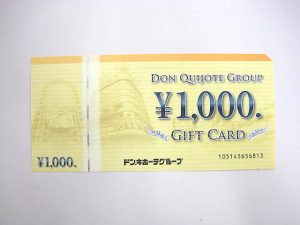 DON QUIJOTE GROUP
¥1,000.
GIFT CARD
¥1,000.
ドンキホーテグループ
105145656813